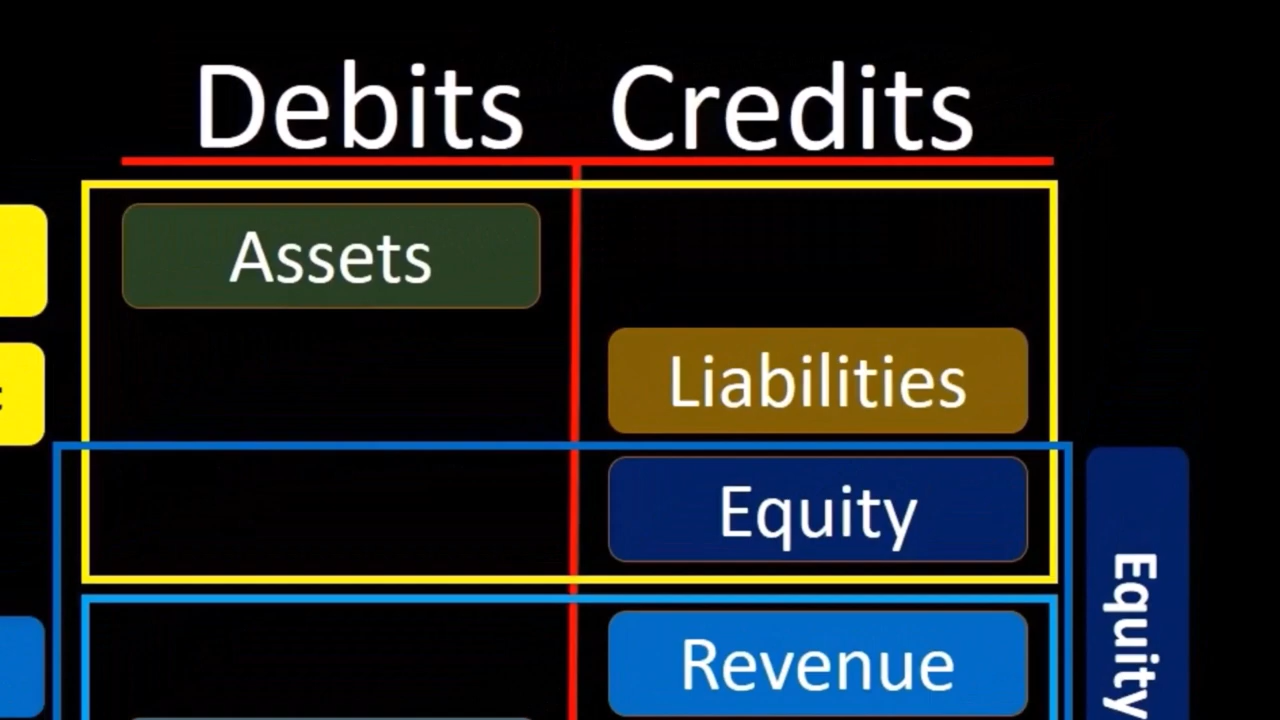 Debits Credits
Assets
Liabilities
Equity
Revenue
Equity